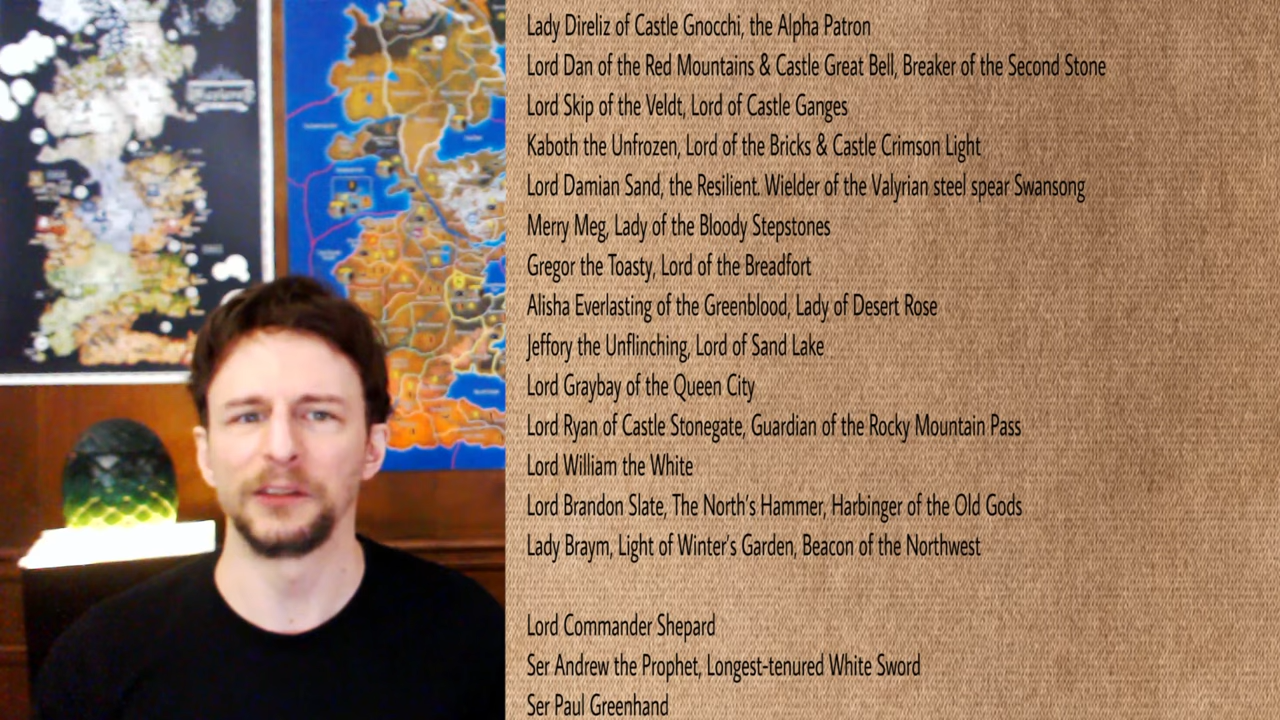 Lady Direliz of Castle Gnocchi, the Alpha Patron
Lord Dan of the Red Mountains & Castle Great Bell, Breaker of the Second Stone
Lord Skip of the Veldt, Lord of Castle Ganges
Kaboth the Unfrozen, Lord of the Bricks & Castle Crimson Light
Lord Damian Sand, the Resilient. Wielder of the Valyrian steel spear Swansong
Merry Meg, Lady of the Bloody Stepstones
Gregor the Toasty, Lord of the Breadfort
Alisha Everlasting of the Greenblood, Lady of Desert Rose
Jeffory the Unflinching, Lord of Sand Lake
Lord Graybay of the Queen City
Lord Ryan of Castle Stonegate, Guardian of the Rocky Mountain Pass
Lord William the White
Lord Brandon Slate, The North's Hammer, Harbinger of the Old Gods
Lady Braym, Light of Winter's Garden, Beacon of the Northwest
Lord Commander Shepard
Ser Andrew the Prophet, Longest-tenured White Sword
Ser Paul Greenhand